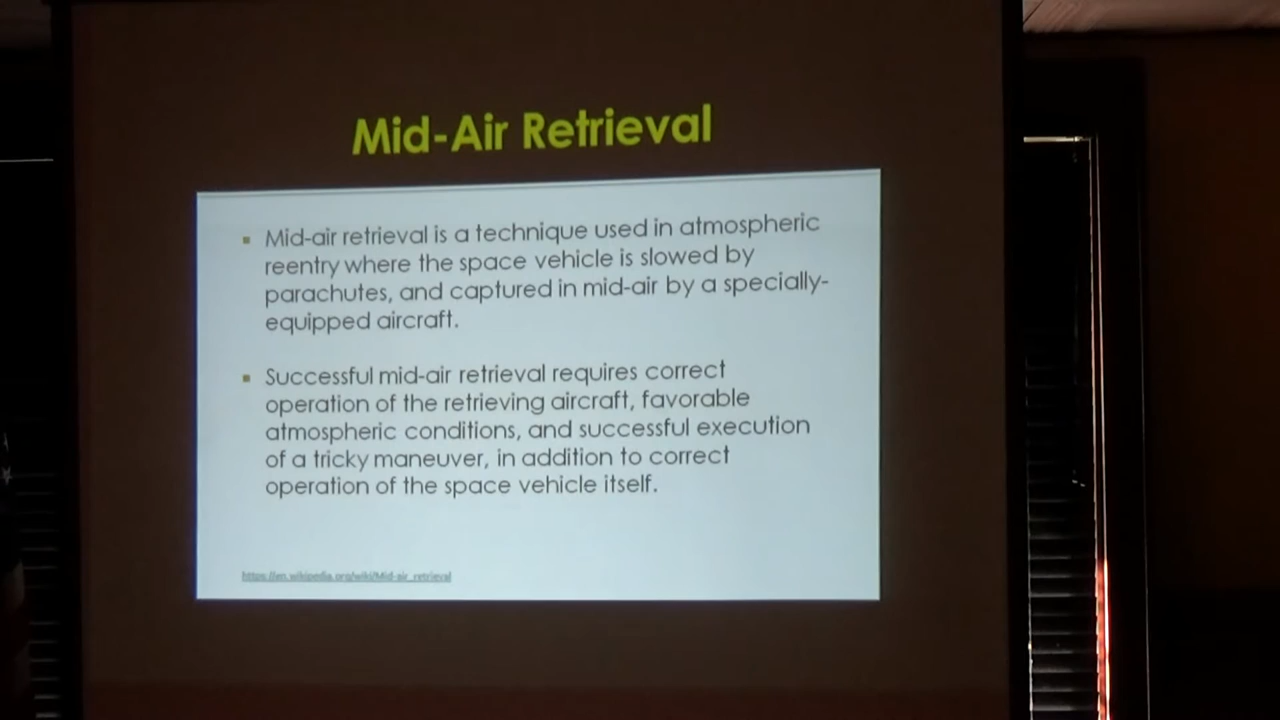 Mid-Air Retrieval
▪ Mid-air retrieval is a technique used in atmospheric
reentry where the space vehicle is slowed by
parachutes, and captured in mid-air by a specially-
equipped aircraft.
▪ Successful mid-air retrieval requires correct
operation of the retrieving aircraft, favorable
atmospheric conditions, and successful execution
of a tricky maneuver, in addition to correct
operation of the space vehicle itself.
https://en.wikipedia.org/wiki/Mid-air_retrieval